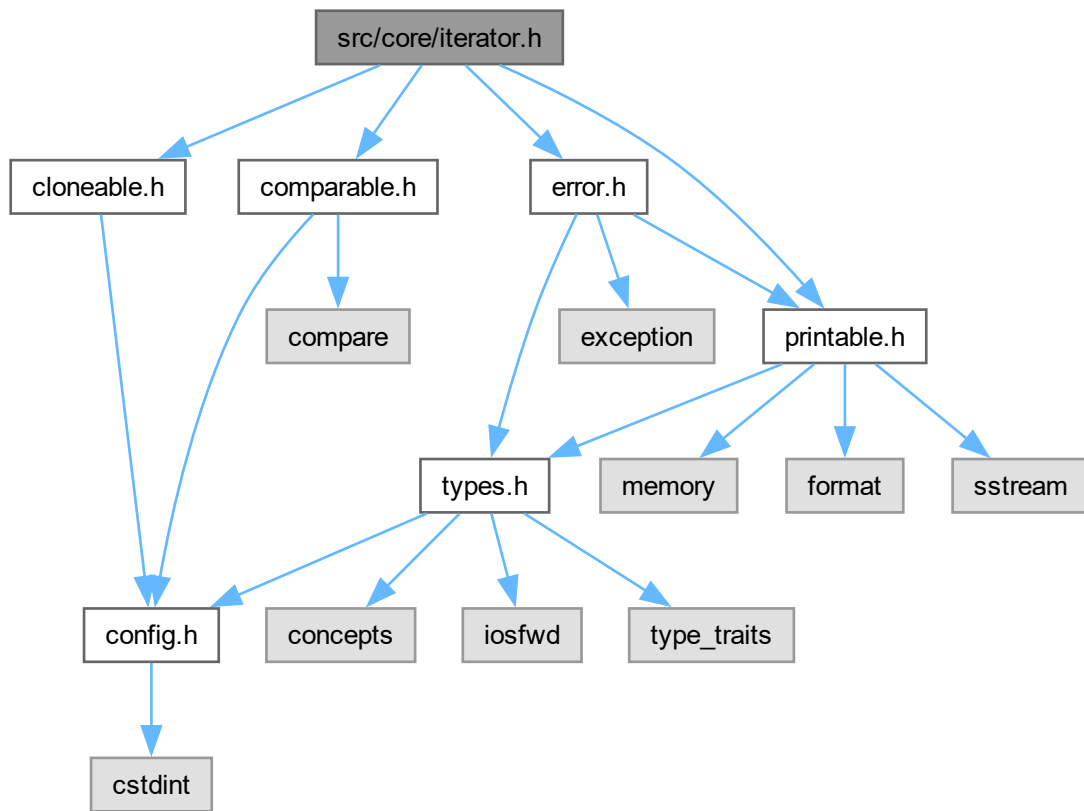 src/core/iterator.h
cloneable.h
comparable.h
error.h
compare
exception
printable.h
types.h
memory
format
sstream
config.h
concepts
iosfwd
type_traits
cstdint